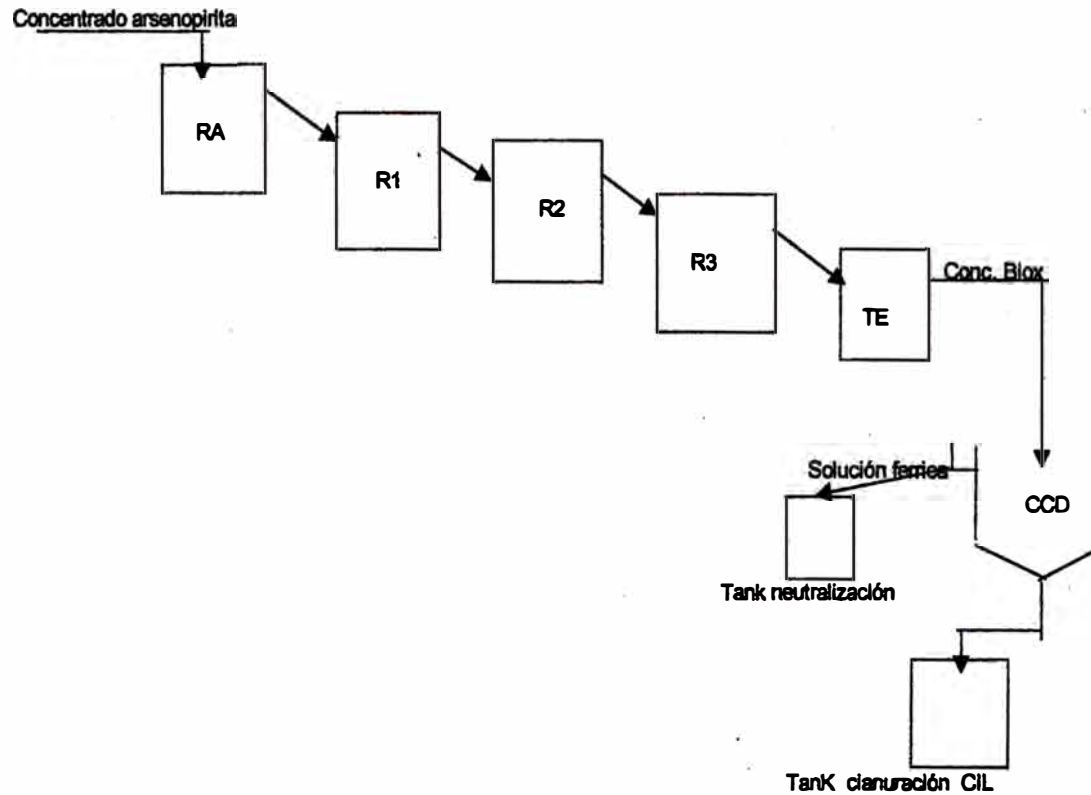 Concentrado arsenopirita
RA
R1
R2
R3
TE
Conc. Biox
Solución ferrica
CCD
Tank neutralización
TanK cianuración CIL